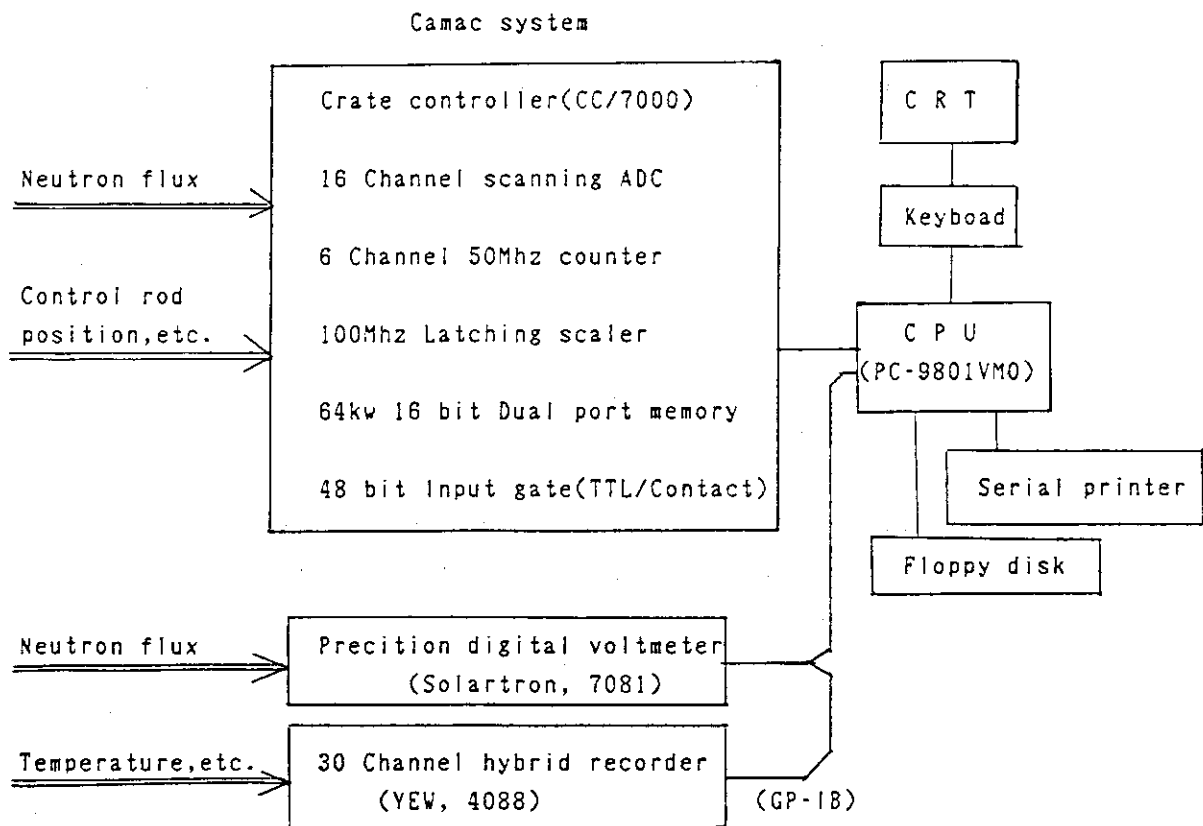 Camac system
Crate controller(CC/7000)
16 Channel scanning ADC
6 Channel 50Mhz counter
100Mhz Latching scaler
64kw 16 bit Dual port memory
48 bit Input gate(TTL/Contact)
Neutron flux
Control rod
position,etc.
C R T
Keyboad
C P U
(PC-9801VM0)
Serial printer
Floppy disk
Neutron flux
Precition digital voltmeter
(Solartron, 7081)
Temperature,etc.
30 Channel hybrid recorder
(YEW, 4088)
(GP-IB)